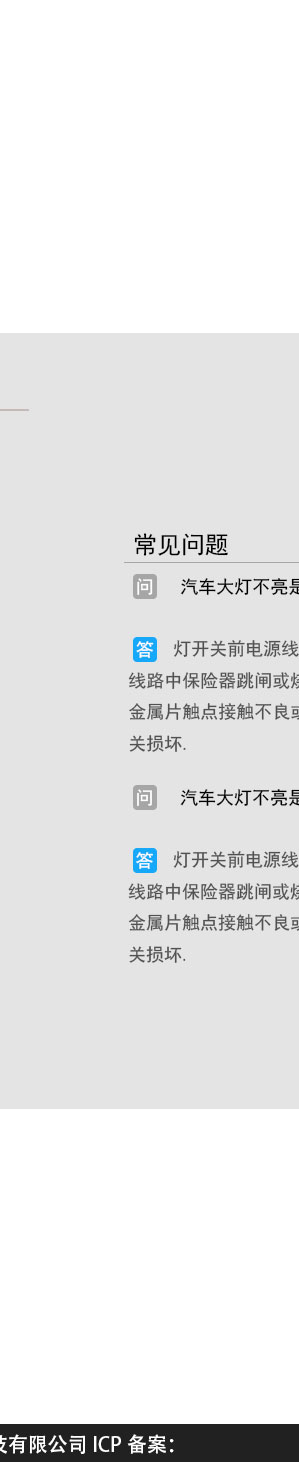 常见问题
问 汽车大灯不亮是
答 灯开关前电源线
线路中保险器跳闸或
金属片触点接触不良或
关损坏.
问 汽车大灯不亮是
答 灯开关前电源线
线路中保险器跳闸或
金属片触点接触不良或
关损坏.
有限公司 ICP 备案：